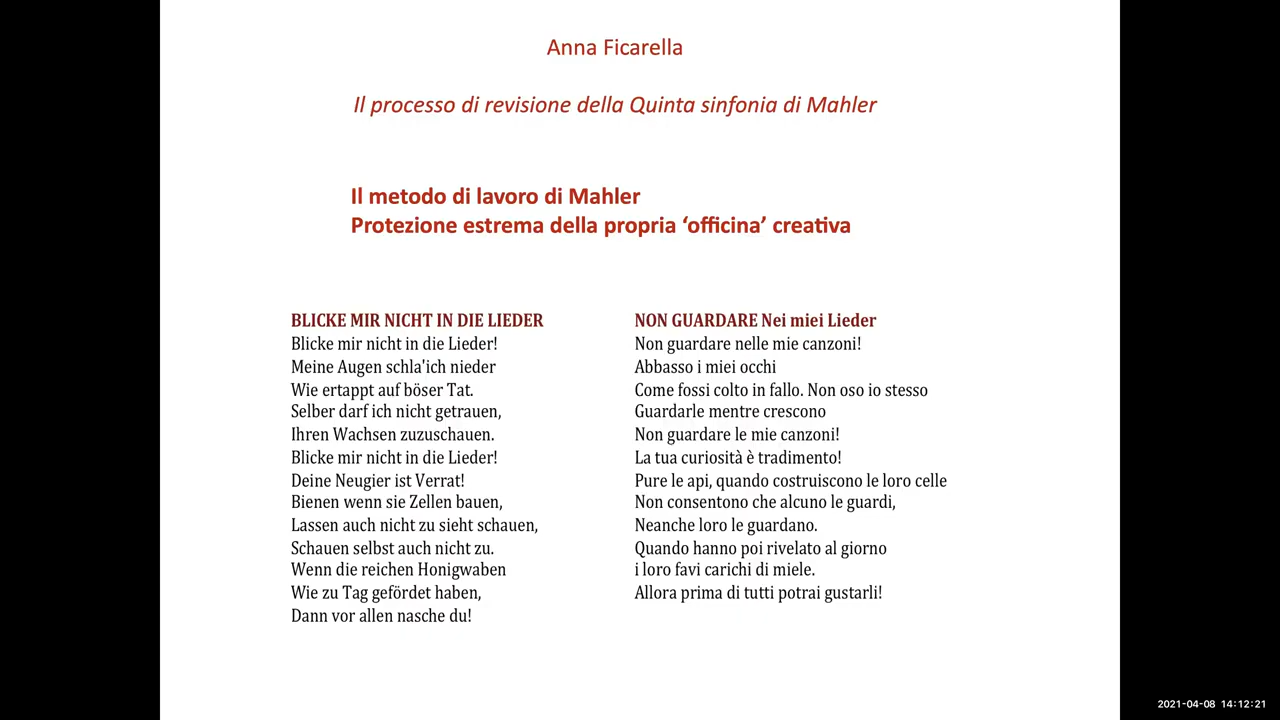 Anna Ficarella
Il processo di revisione della Quinta sinfonia di Mahler
Il metodo di lavoro di Mahler
Protezione estrema della propria ‘officina’ creativa
BLICKE MIR NICHT IN DIE LIEDER
Blicke mir nicht in die Lieder!
Meine Augen schla'ich nieder
Wie ertappt auf böser Tat.
Selber darf ich nicht getrauen,
Ihren Wachsen zuzuschauen.
Blicke mir nicht in die Lieder!
Deine Neugier ist Verrat!
Bienen wenn sie Zellen bauen,
Lassen auch nicht zu sieht schauen,
Schauen selbst auch nicht zu.
Wenn die reichen Honigwaben
Wie zu Tag gefördet haben,
Dann vor allen nasche du!
NON GUARDARE Nei miei Lieder
Non guardare nelle mie canzoni!
Abbasso i miei occhi
Come fossi colto in fallo. Non oso io stesso
Guardarle mentre crescono
Non guardare le mie canzoni!
La tua curiosità è tradimento!
Pure le api, quando costruiscono le loro celle
Non consentono che alcuno le guardi,
Neanche loro le guardano.
Quando hanno poi rivelato al giorno
i loro favi carichi di miele.
Allora prima di tutti potrai gustarli!
2021-04-08 14:12:21